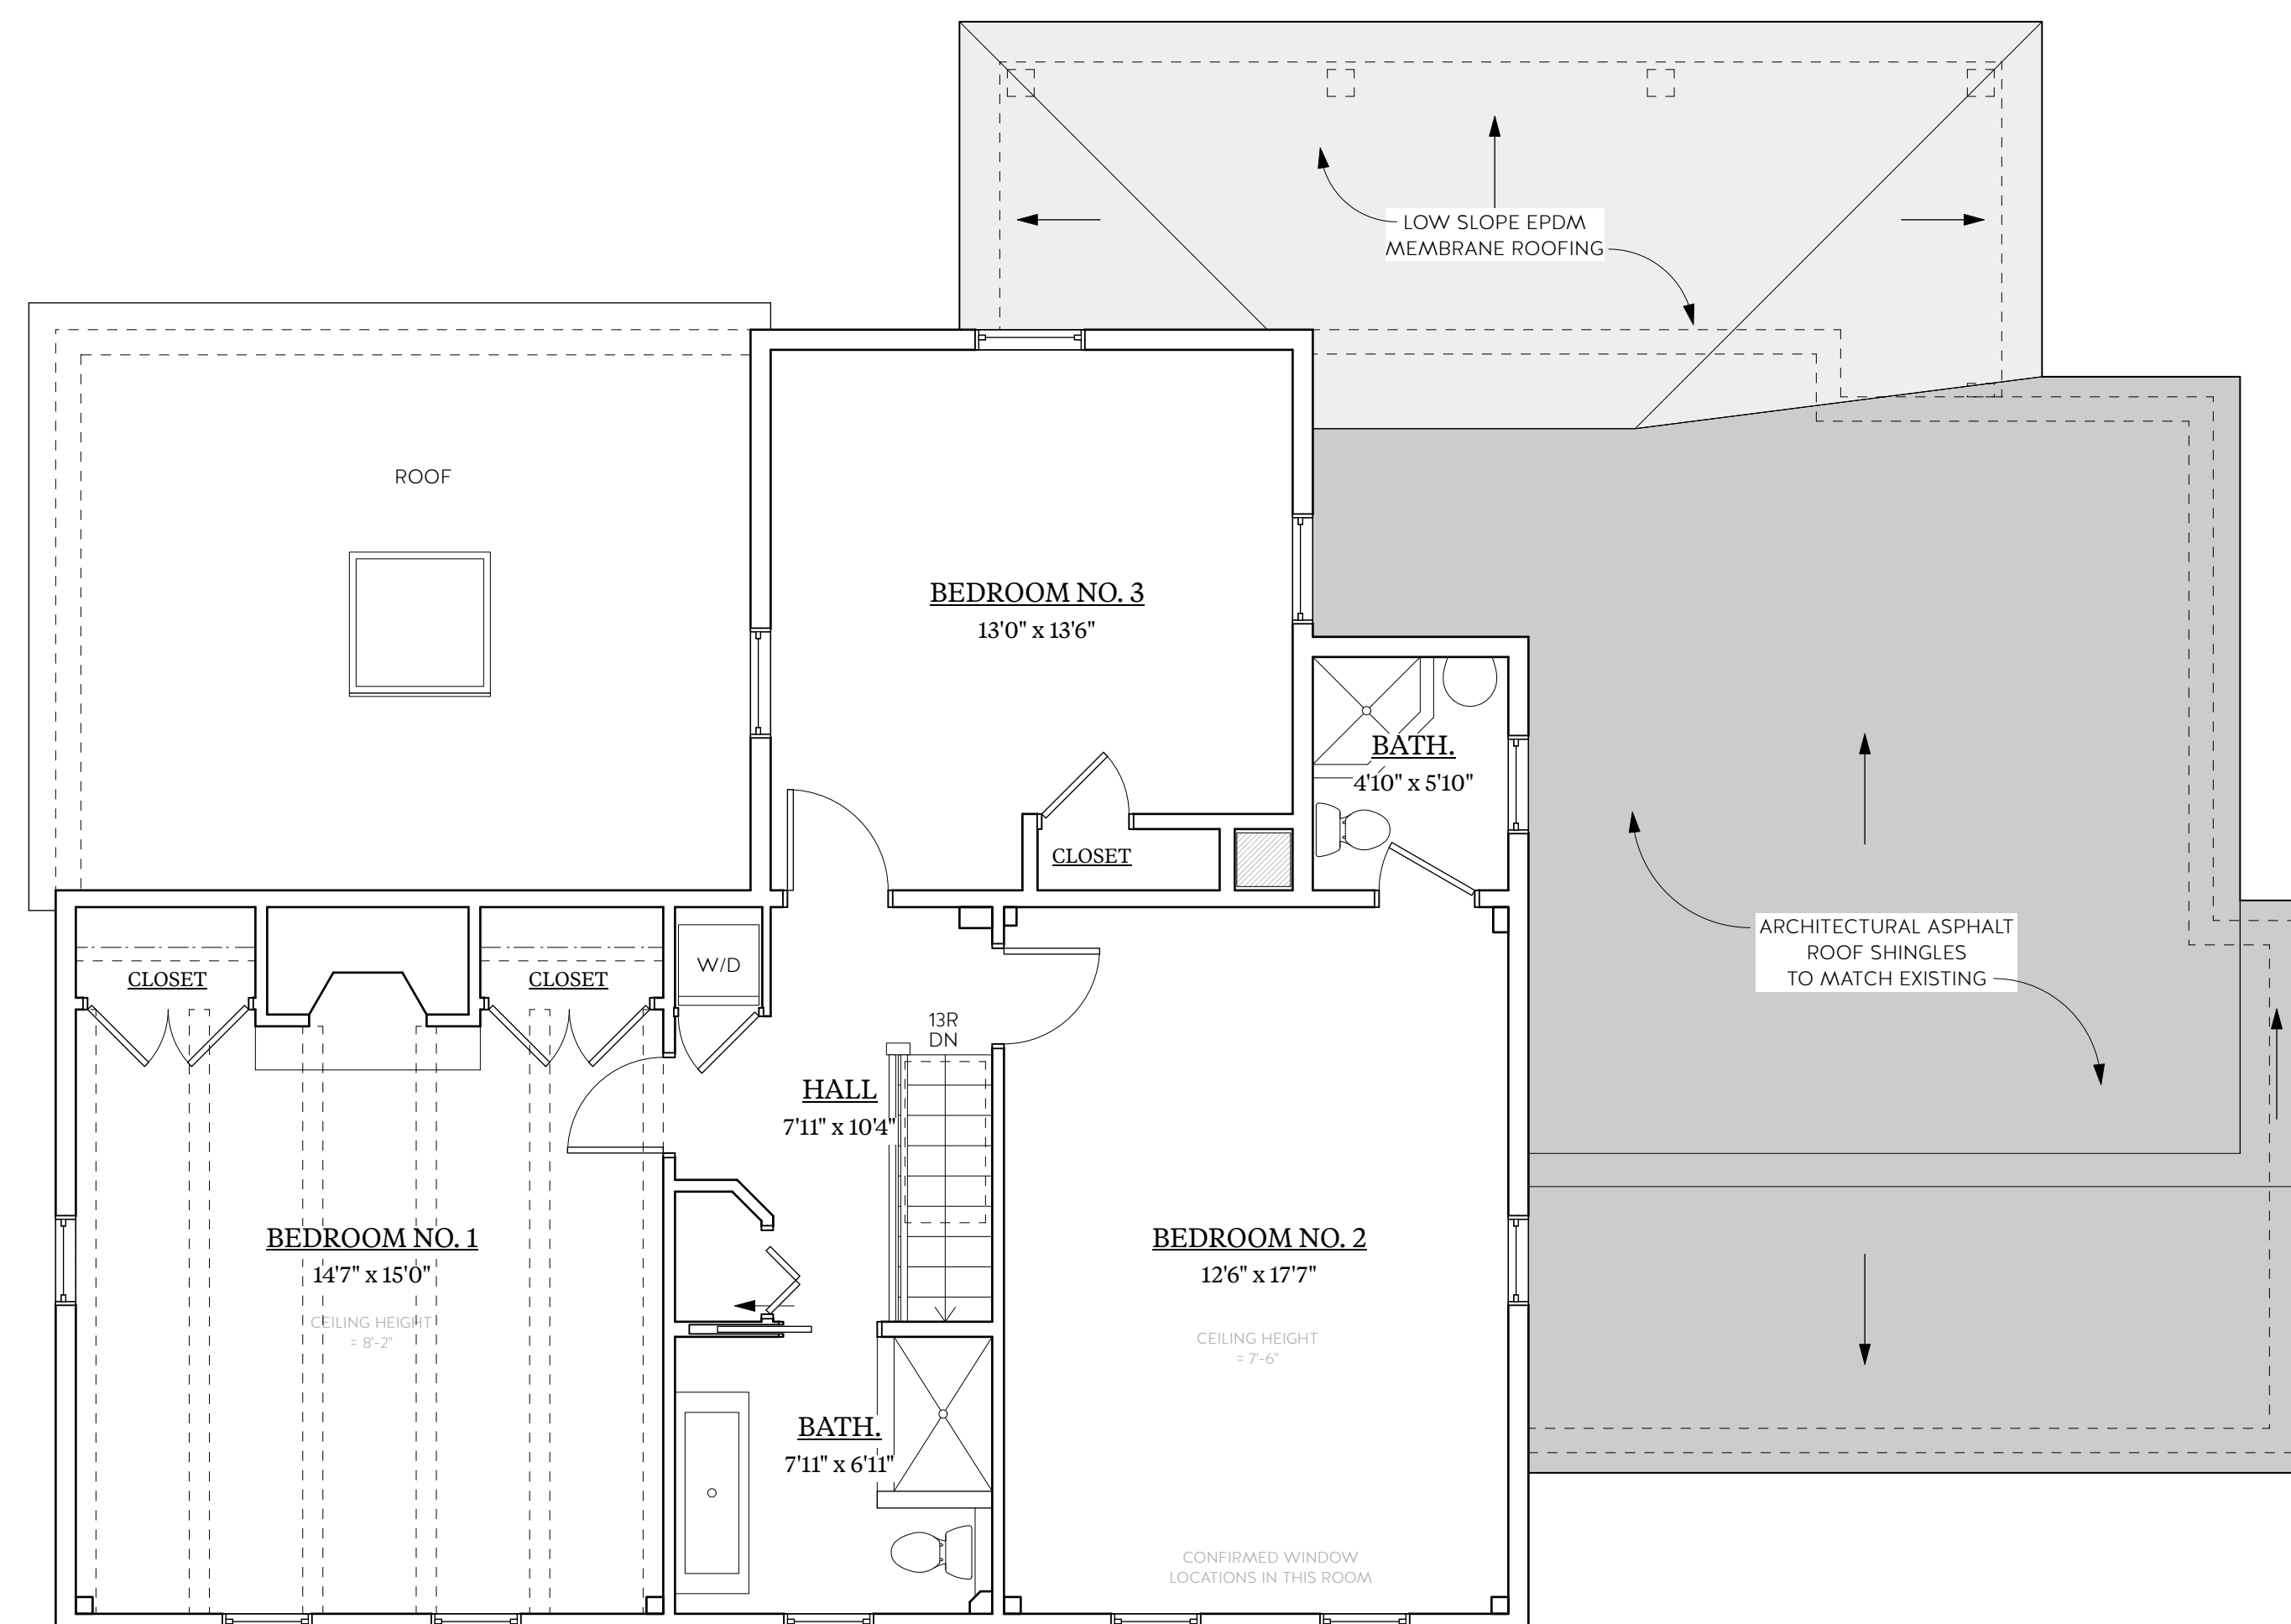 LOW SLOPE EPDM
MEMBRANE ROOFING
ROOF
BEDROOM NO. 3
13'0" x 13'6"
BATH.
4'10" x 5'10"
CLOSET
ARCHITECTURAL ASPHALT
ROOF SHINGLES
TO MATCH EXISTING
CLOSET
CLOSET
W/D
13R
DN
HALL
7'11" x 10'4"
BEDROOM NO. 1
14'7" x 15'0"
CEILING HEIGHT
= 8'-2"
BEDROOM NO. 2
12'6" x 17'7"
CEILING HEIGHT
= 7'-6"
BATH.
7'11" x 6'11"
CONFIRMED WINDOW
LOCATIONS IN THIS ROOM